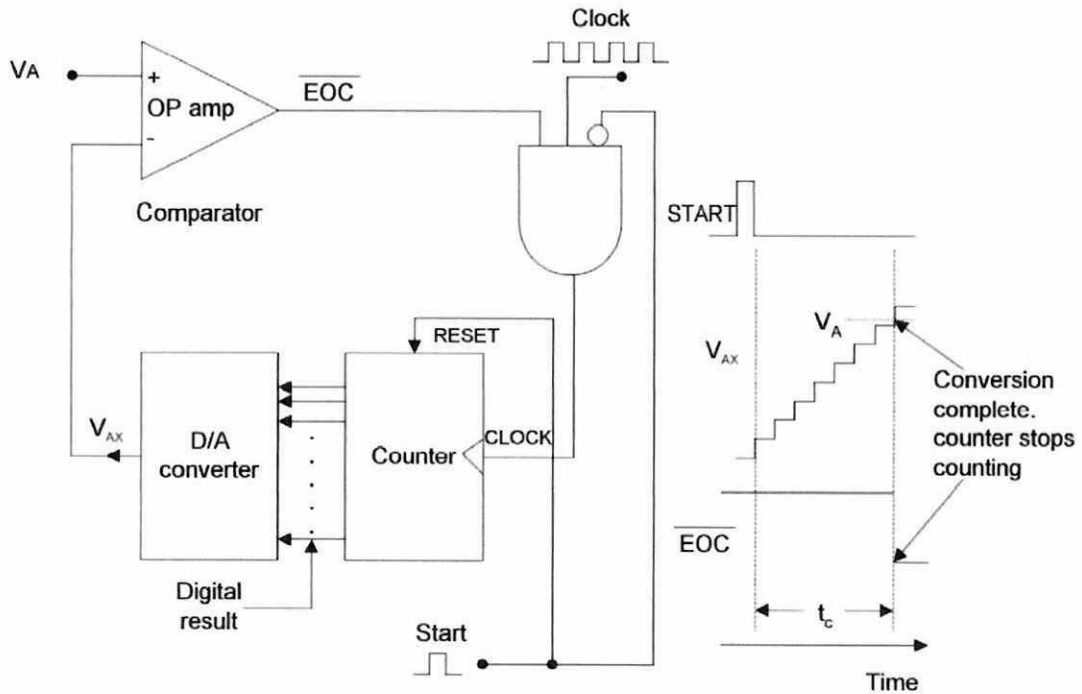 Clock
VA
+
OP amp
-
EOC
Comparator
START
RESET
VA
VAX
Conversion
complete.
counter stops
counting
VAX
D/A
converter
Counter
CLOCK
EOC
Digital
result
Start
tc
Time